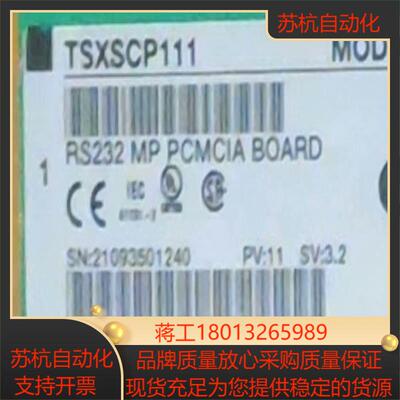 苏杭自动化
TSXSCP111
MOD
1
RS232 MP PCMCIA BOARD
CE IEC UL
SN:21093501240 PV:11 SV:3.2
蒋工18013265989
苏杭自动化
支持开票
品牌质量放心采购质量保证
现货充足为您提供稳定的货源